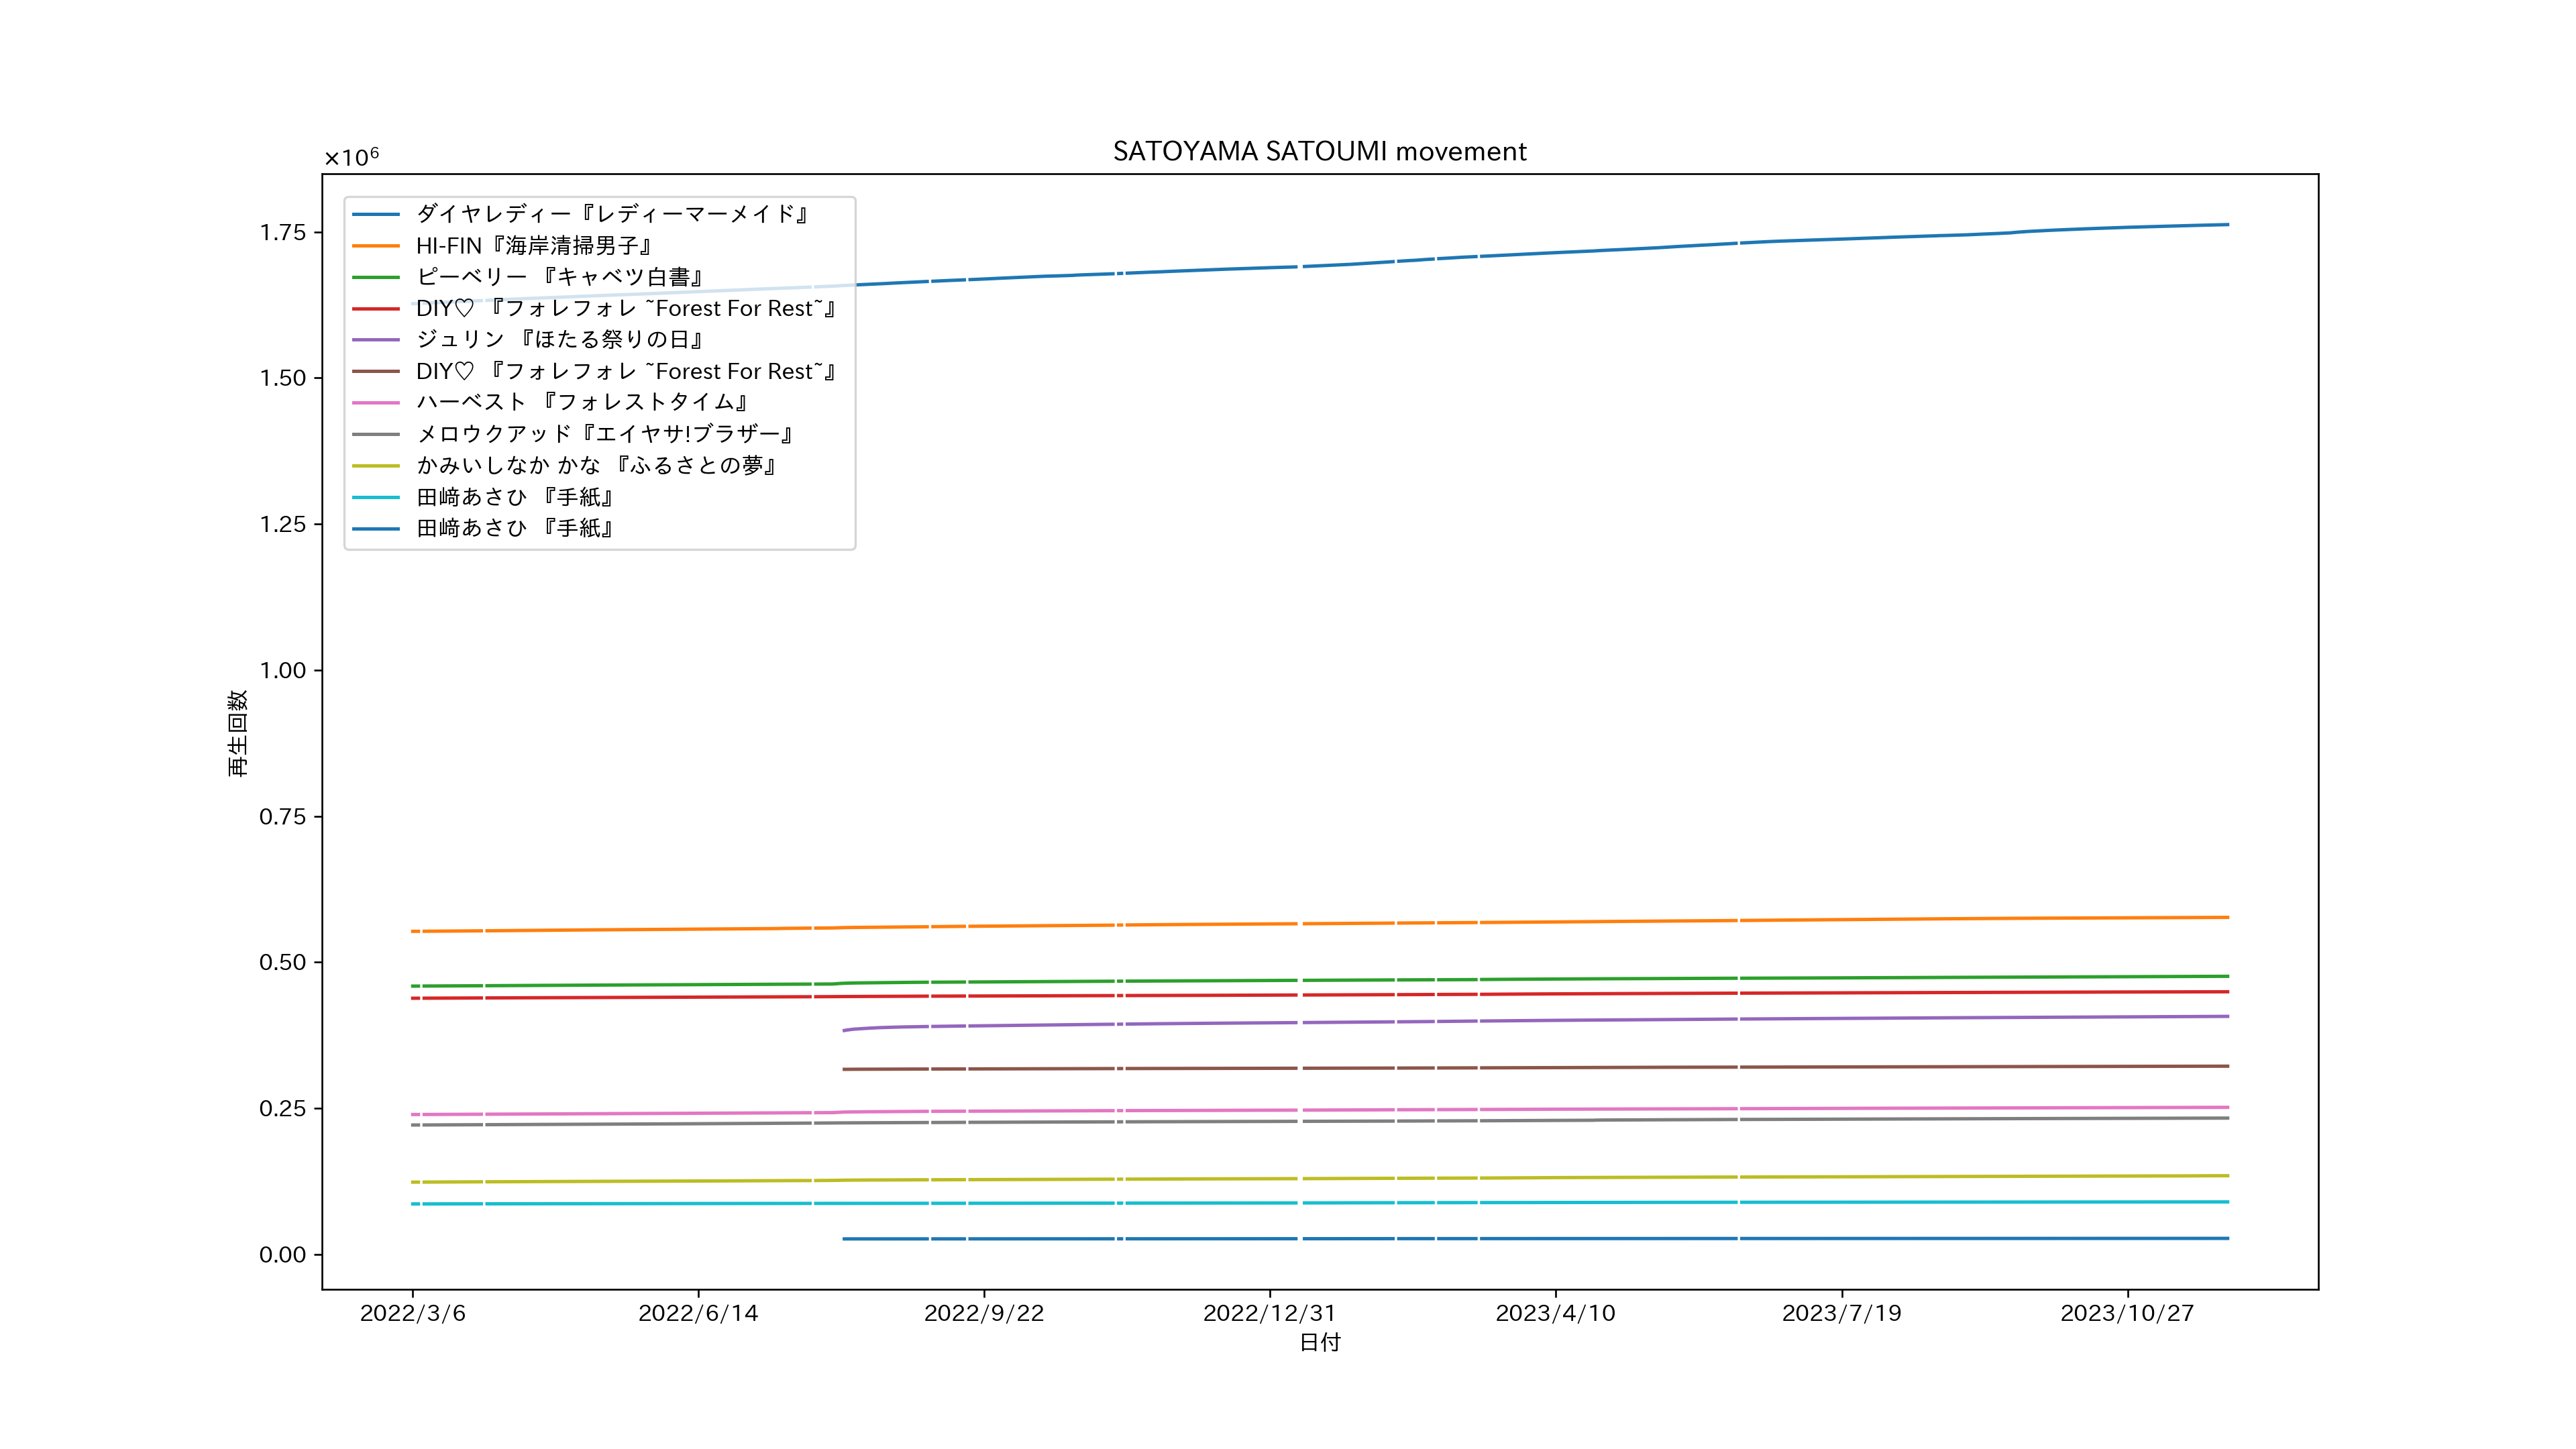 SATOYAMA SATOUMI movement
×10⁶
1.75
1.50
1.25
1.00
0.75
0.50
0.25
0.00
再生回数
ダイヤレディー『レディーマーメイド』
HI-FIN『海岸清掃男子』
ピーベリー 『キャベツ白書』
DIY♡ 『フォレフォレ ~Forest For Rest~』
ジュリン 『ほたる祭りの日』
DIY♡ 『フォレフォレ ~Forest For Rest~』
ハーベスト 『フォレストタイム』
メロウクアッド『エイヤサ!ブラザー』
かみいしなか かな 『ふるさとの夢』
田﨑あさひ 『手紙』
田﨑あさひ 『手紙』
2022/3/6
2022/6/14
2022/9/22
2022/12/31
2023/4/10
2023/7/19
2023/10/27
日付